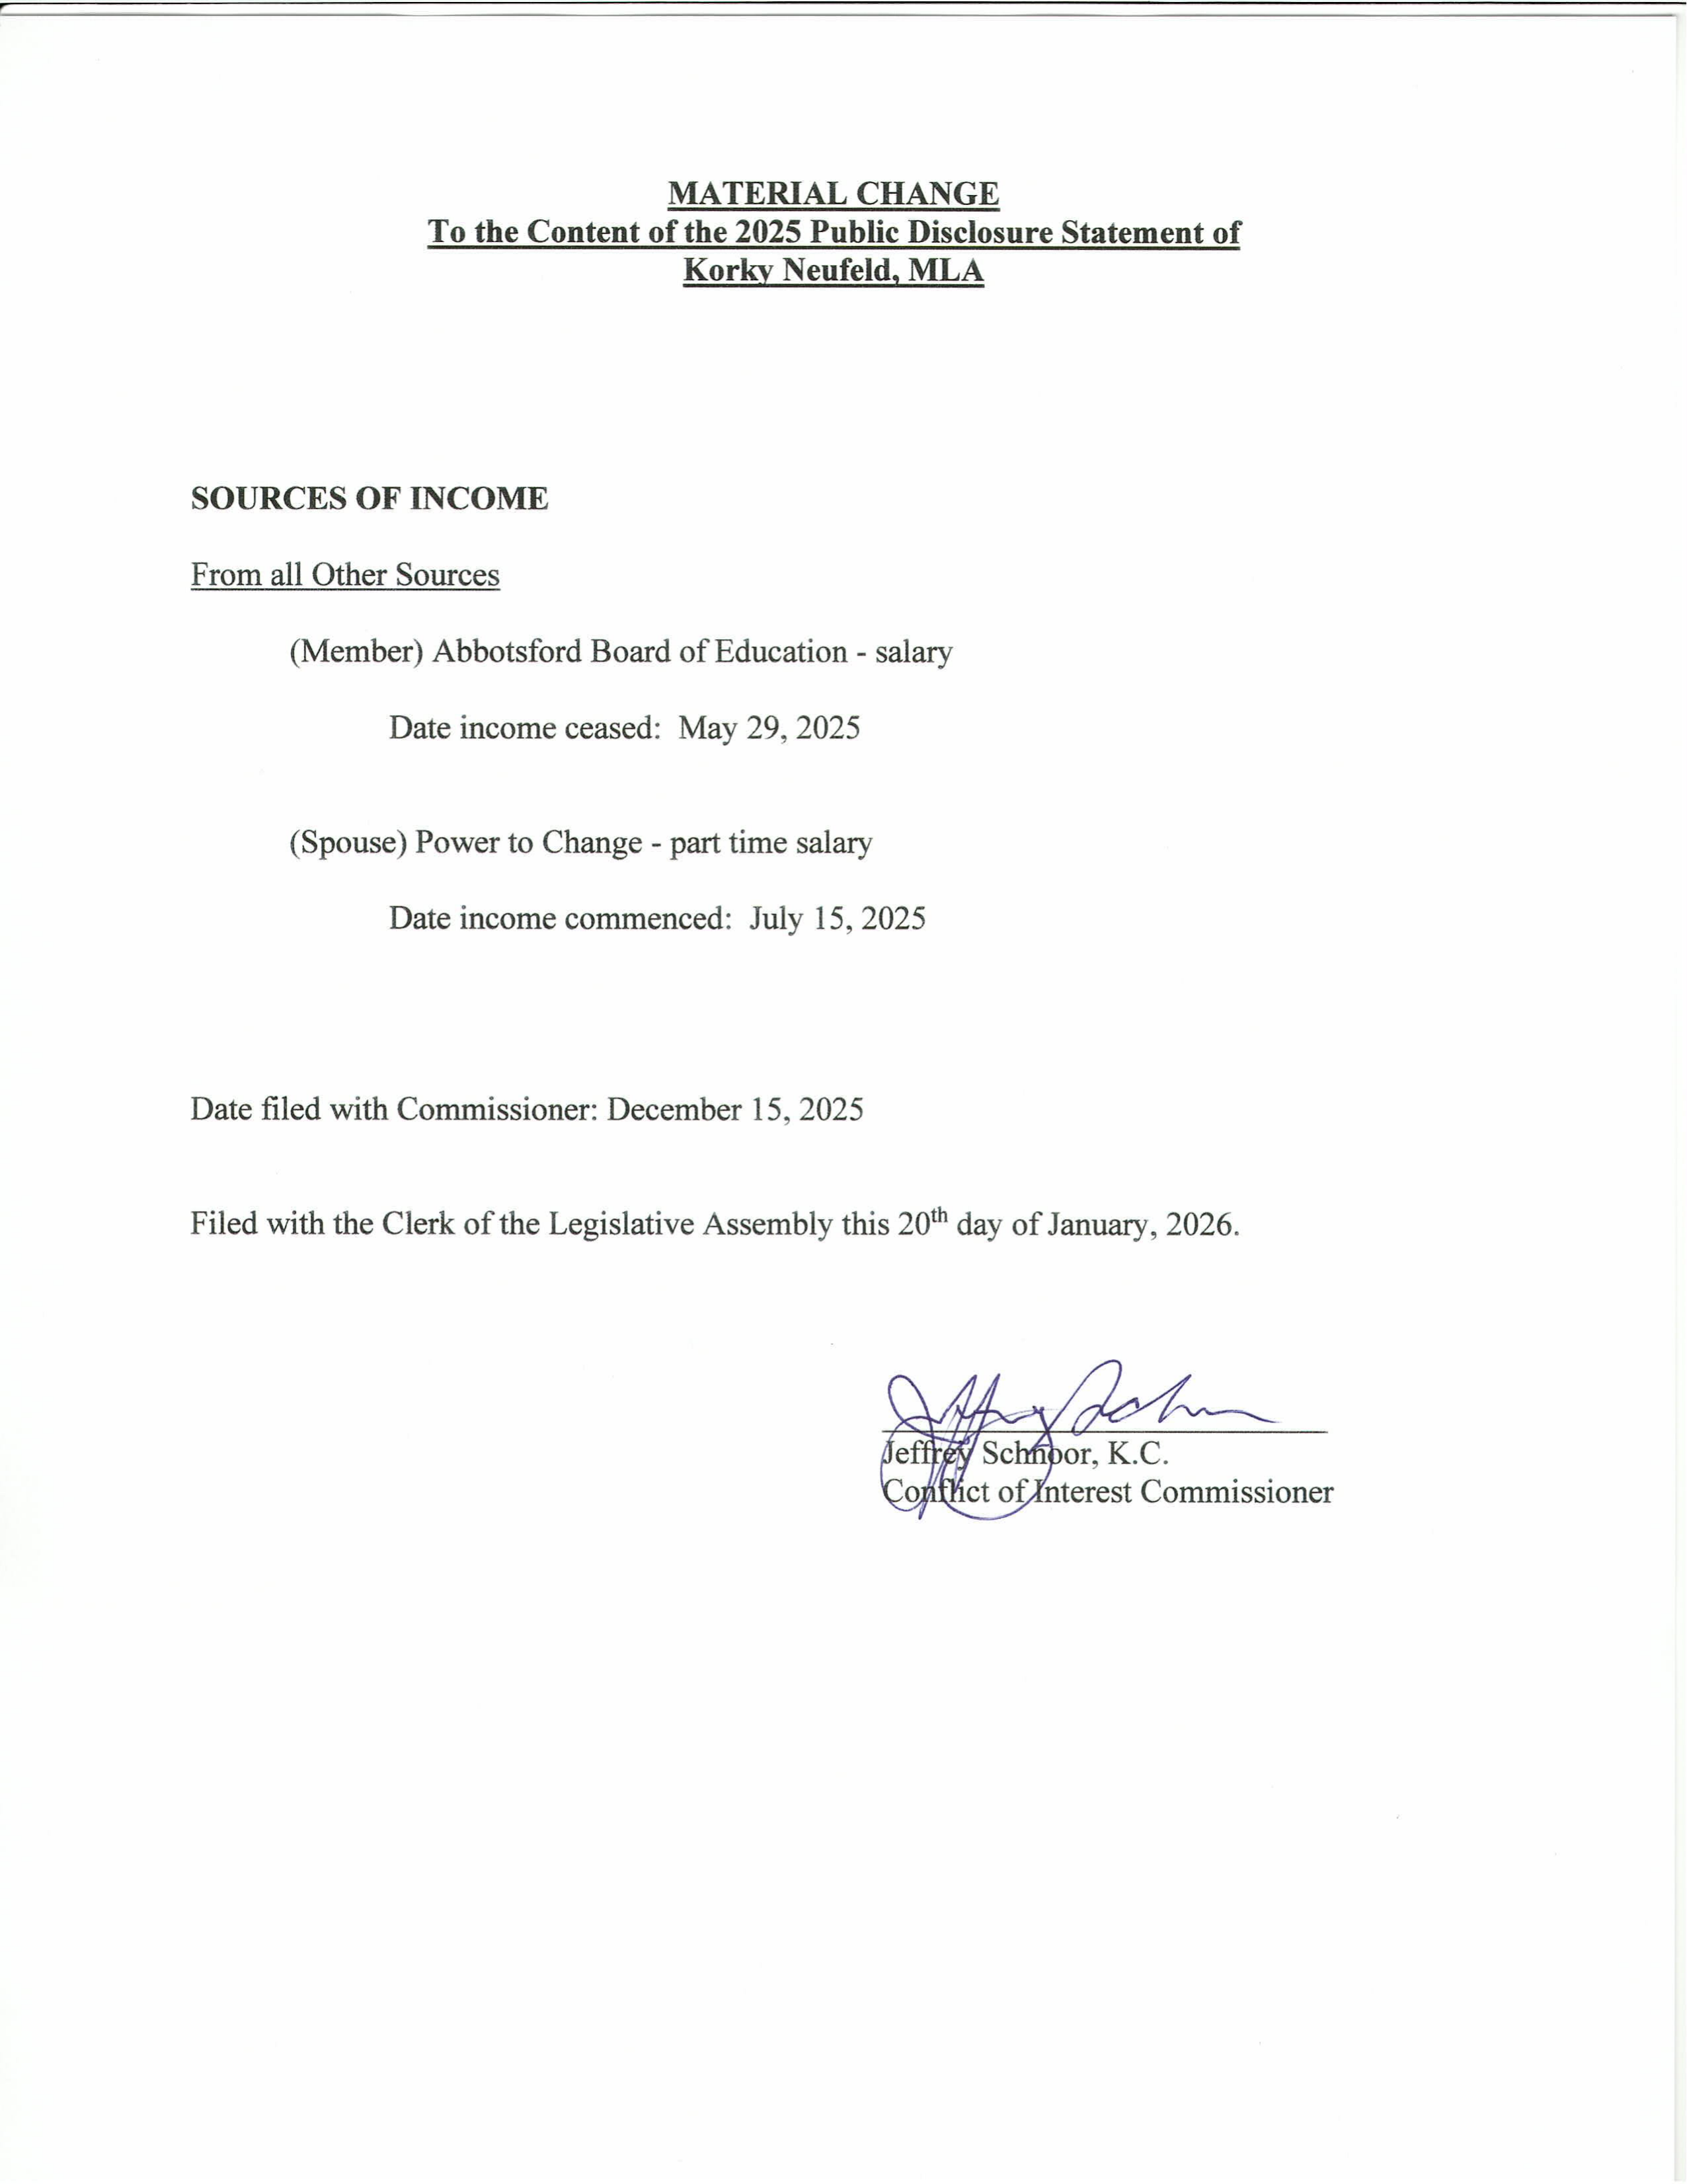 MATERIAL CHANGE
To the Content of the 2025 Public Disclosure Statement of
Korky Neufeld, MLA
SOURCES OF INCOME
From all Other Sources
(Member) Abbotsford Board of Education - salary
Date income ceased:  May 29, 2025
(Spouse) Power to Change - part time salary
Date income commenced:  July 15, 2025
Date filed with Commissioner: December 15, 2025
Filed with the Clerk of the Legislative Assembly this 20th day of January, 2026.
Jeffrey Schnoor, K.C.
Conflict of Interest Commissioner